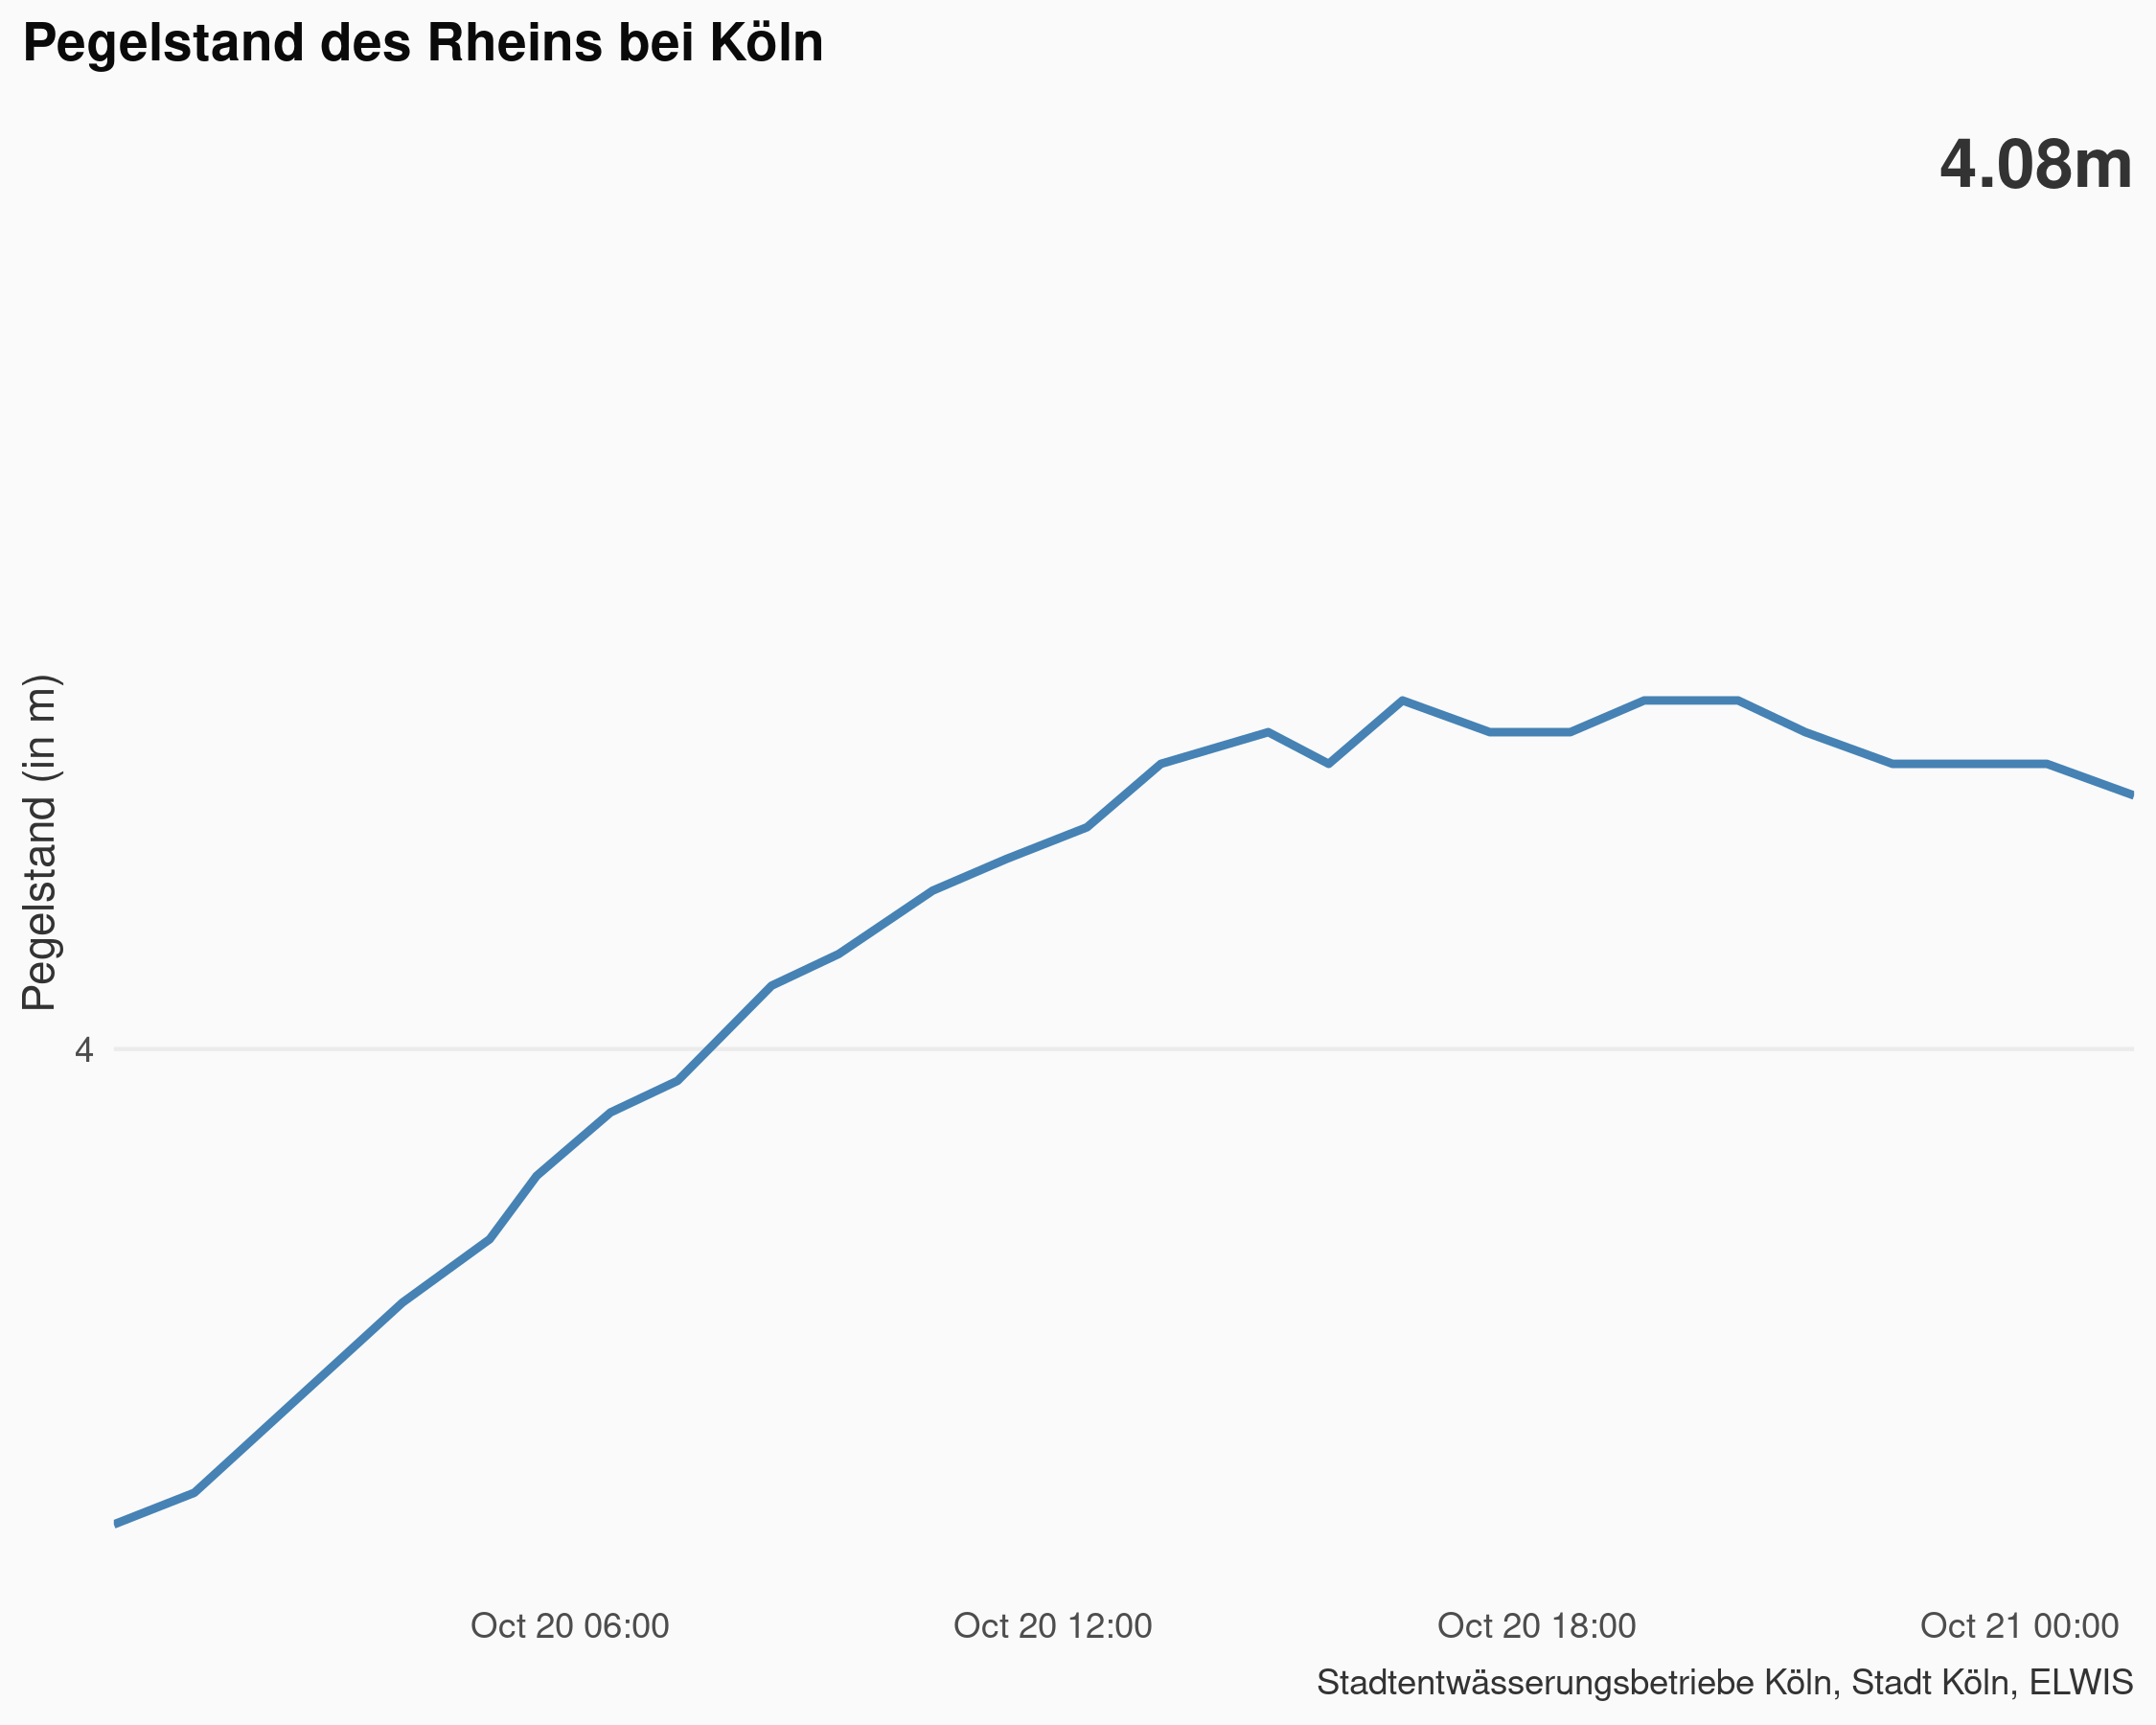 Pegelstand des Rheins bei Köln
4.08m
Pegelstand (in m)
4
Oct 20 06:00 Oct 20 12:00 Oct 20 18:00 Oct 21 00:00
Stadtentwässerungsbetriebe Köln, Stadt Köln, ELWIS